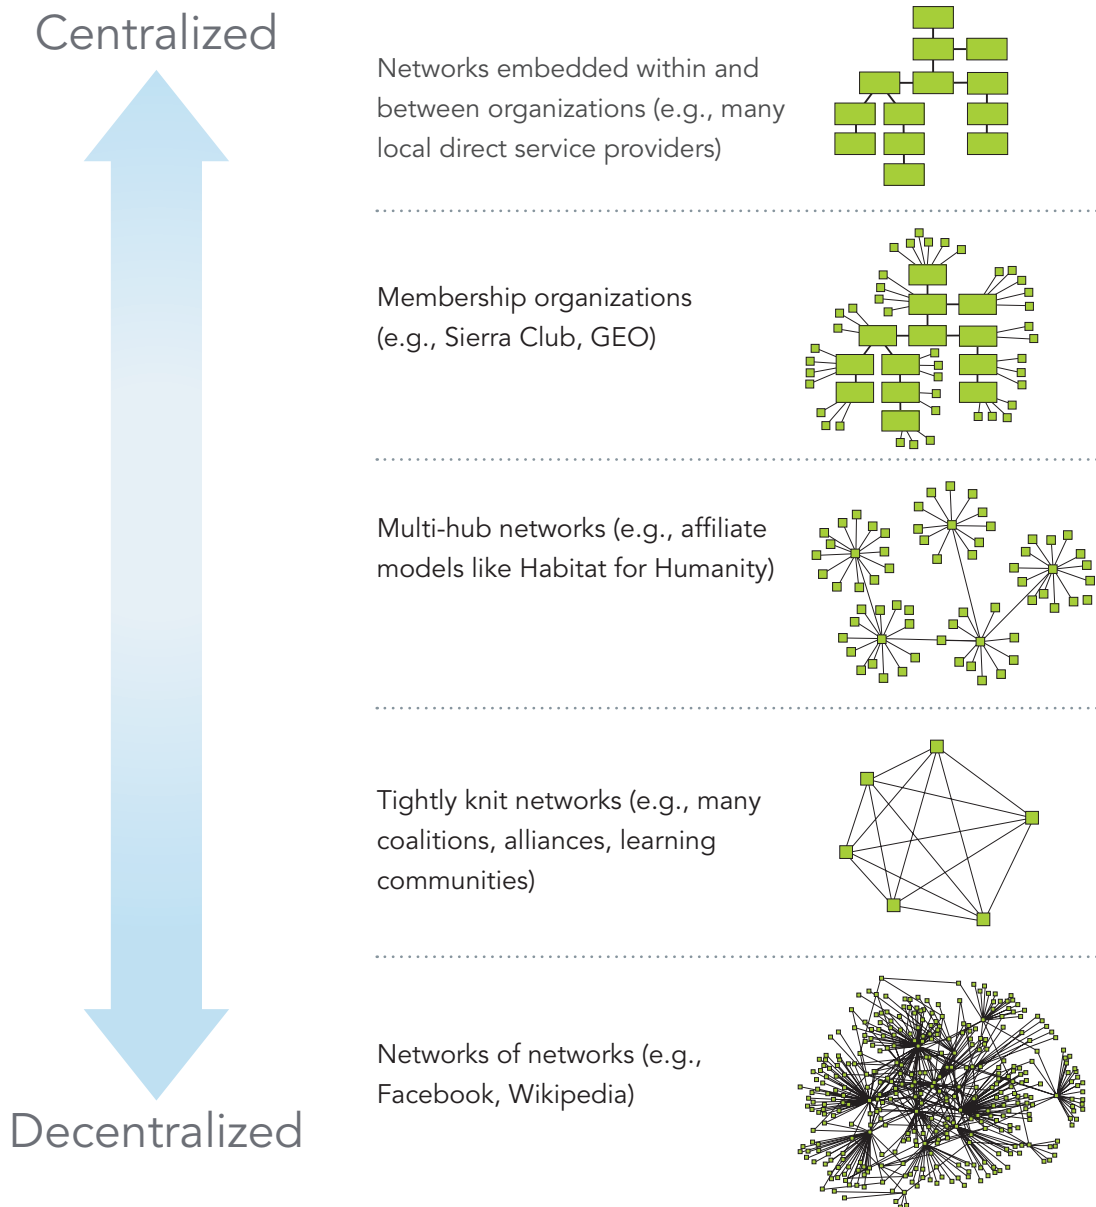 Centralized
Networks embedded within and
between organizations (e.g., many
local direct service providers)
Membership organizations
(e.g., Sierra Club, GEO)
Multi-hub networks (e.g., affiliate
models like Habitat for Humanity)
Tightly knit networks (e.g., many
coalitions, alliances, learning
communities)
Networks of networks (e.g.,
Facebook, Wikipedia)
Decentralized